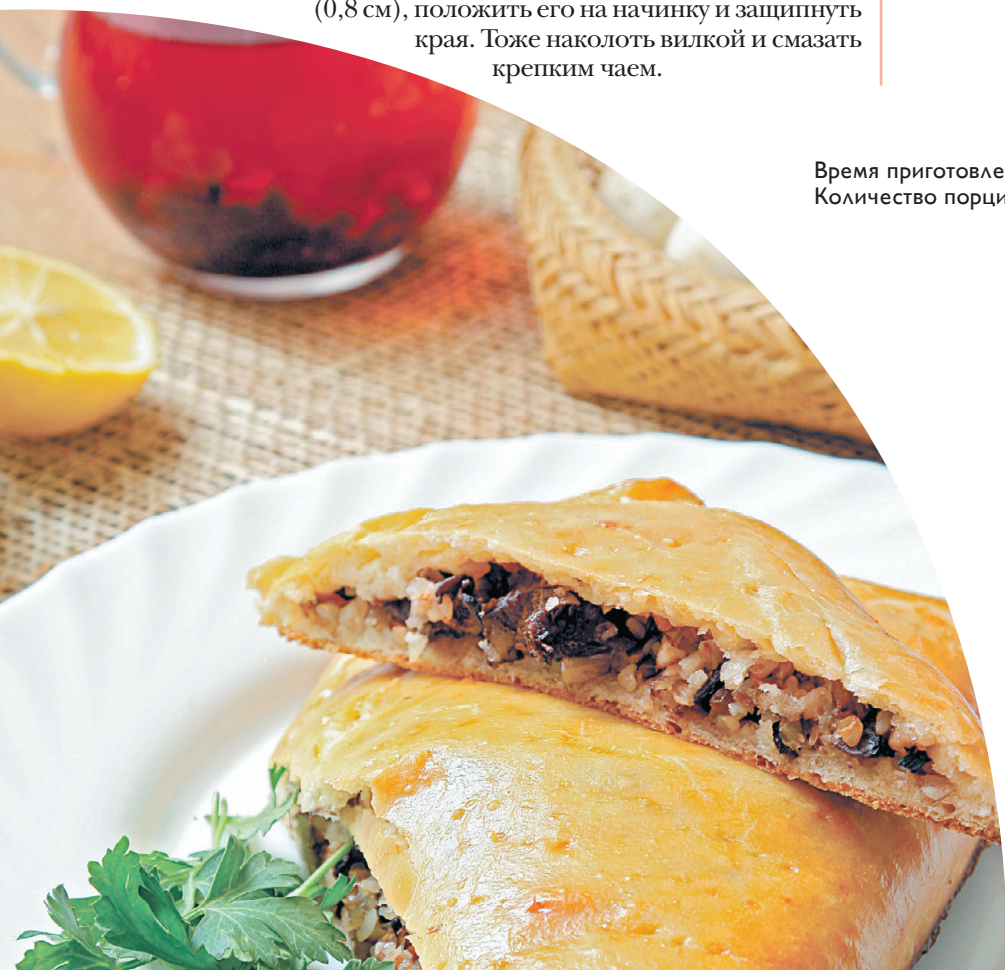 (0,8 см), положить его на начинку и защипнуть
края. Тоже наколоть вилкой и смазать
крепким чаем.
Время приготовле
Количество порци